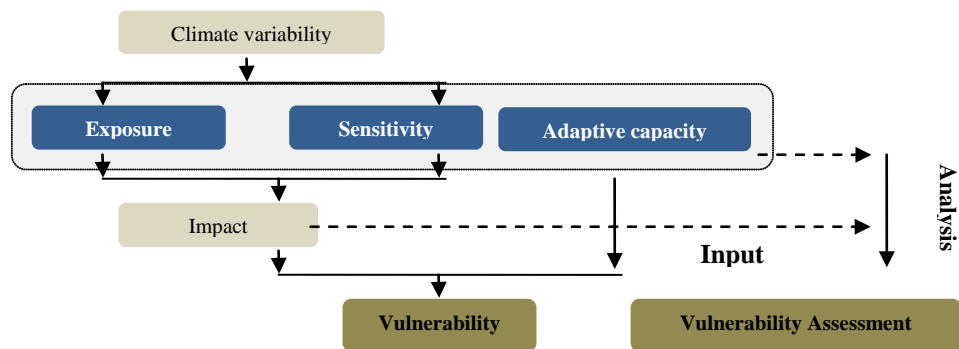 Climate variability
Exposure
Sensitivity
Adaptive capacity
Analysis
Impact
Input
Vulnerability
Vulnerability Assessment